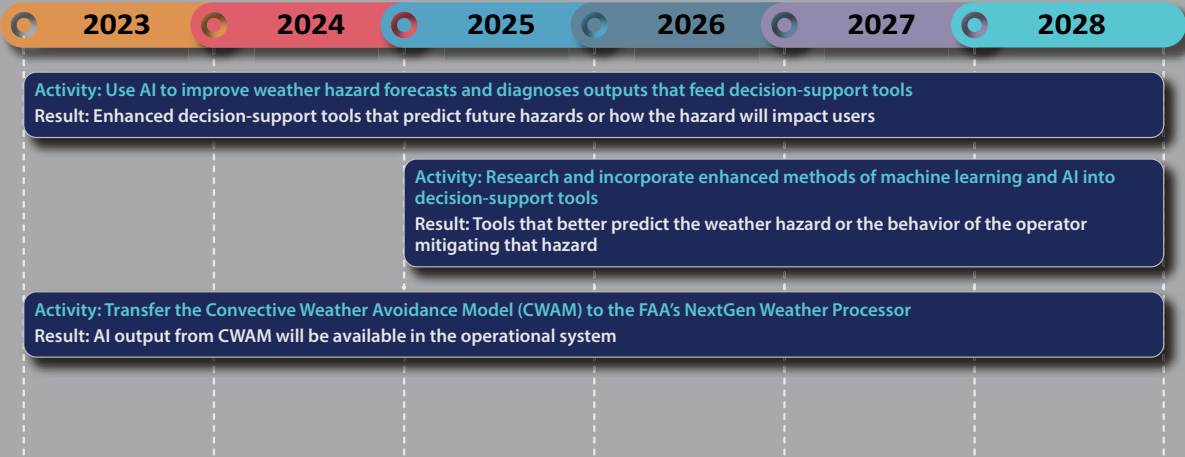 2023 2024 2025 2026 2027 2028
Activity: Use AI to improve weather hazard forecasts and diagnoses outputs that feed decision-support tools
Result: Enhanced decision-support tools that predict future hazards or how the hazard will impact users
Activity: Research and incorporate enhanced methods of machine learning and AI into
decision-support tools
Result: Tools that better predict the weather hazard or the behavior of the operator
mitigating that hazard
Activity: Transfer the Convective Weather Avoidance Model (CWAM) to the FAA's NextGen Weather Processor
Result: AI output from CWAM will be available in the operational system